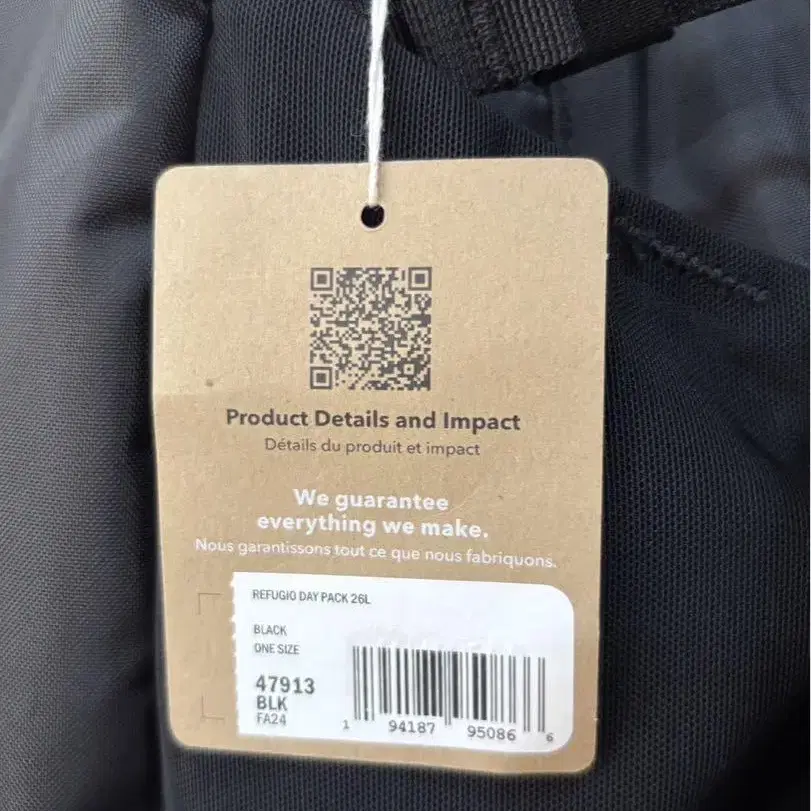 Product Details and Impact
Détails du produit et impact
We guarantee
everything we make.
Nous garantissons tout ce que nous fabriquons.
REFUGIO DAY PACK 26L
BLACK
ONE SIZE
47913
BLK
FA24
1 94187 95086 6